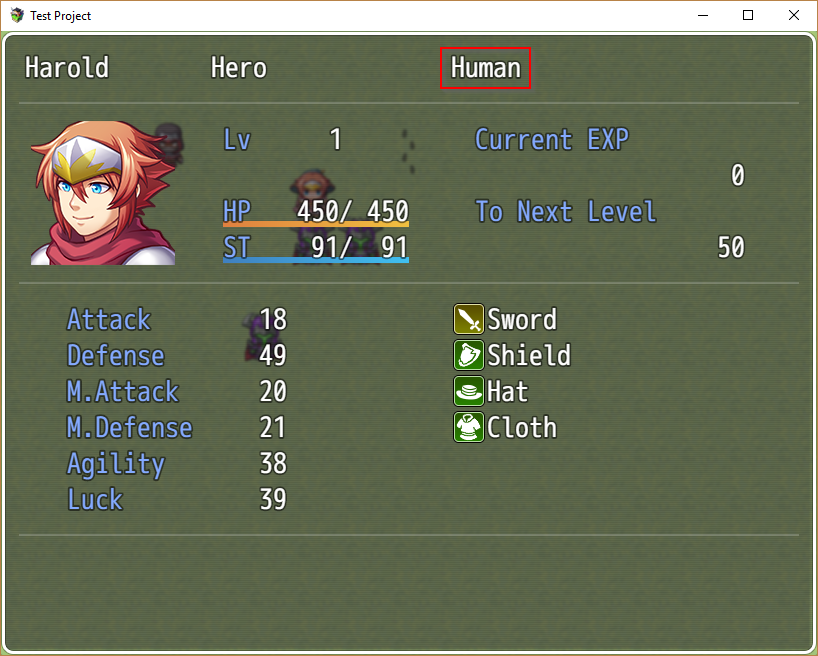 Test Project
Harold Hero Human
Lv 1 Current EXP
0
HP 450/ 450 To Next Level
ST 91/ 91 50
Attack 18 Sword
Defense 49 Shield
M.Attack 20 Hat
M.Defense 21 Cloth
Agility 38
Luck 39